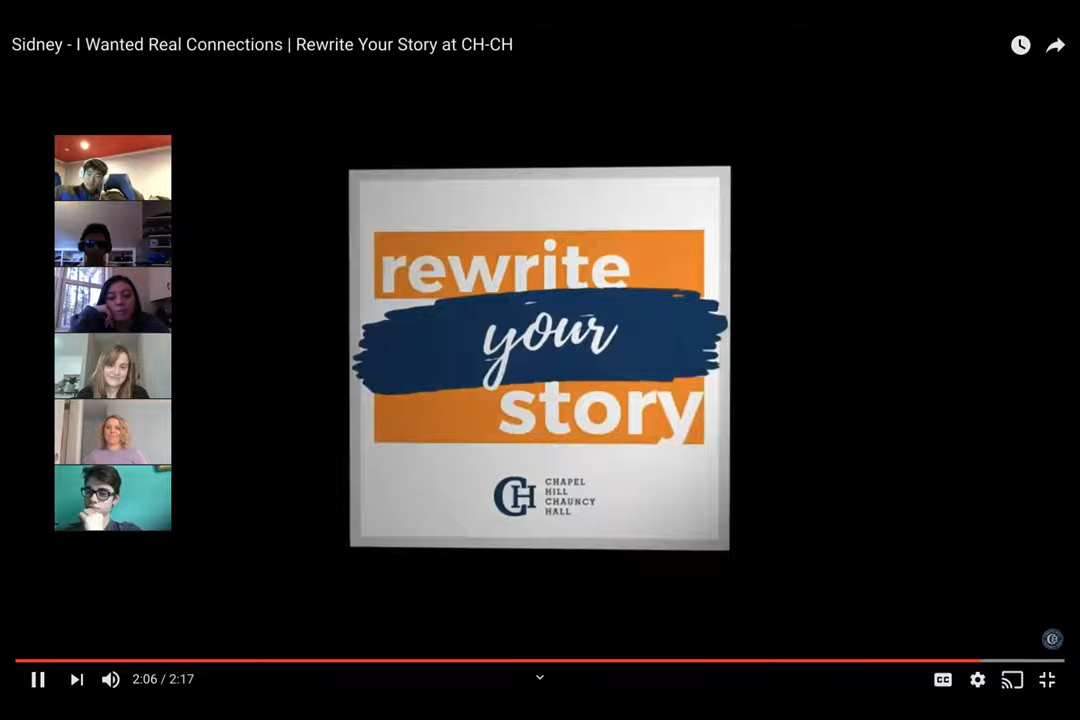 Sidney - I Wanted Real Connections | Rewrite Your Story at CH-CH
rewrite
your
story
CH
CHAPEL
HILL
CHAUNCY
HALL
2:06 / 2:17
CC